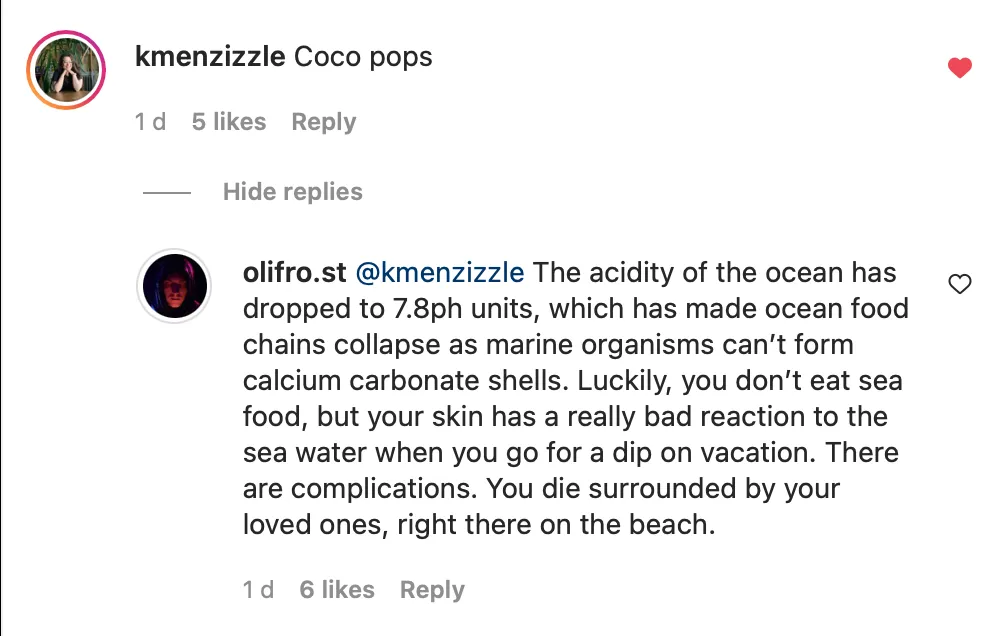 kmenzizzle Coco pops
1 d 5 likes Reply
Hide replies
olifro.st @kmenzizzle The acidity of the ocean has
dropped to 7.8ph units, which has made ocean food
chains collapse as marine organisms can’t form
calcium carbonate shells. Luckily, you don’t eat sea
food, but your skin has a really bad reaction to the
sea water when you go for a dip on vacation. There
are complications. You die surrounded by your
loved ones, right there on the beach.
1 d 6 likes Reply